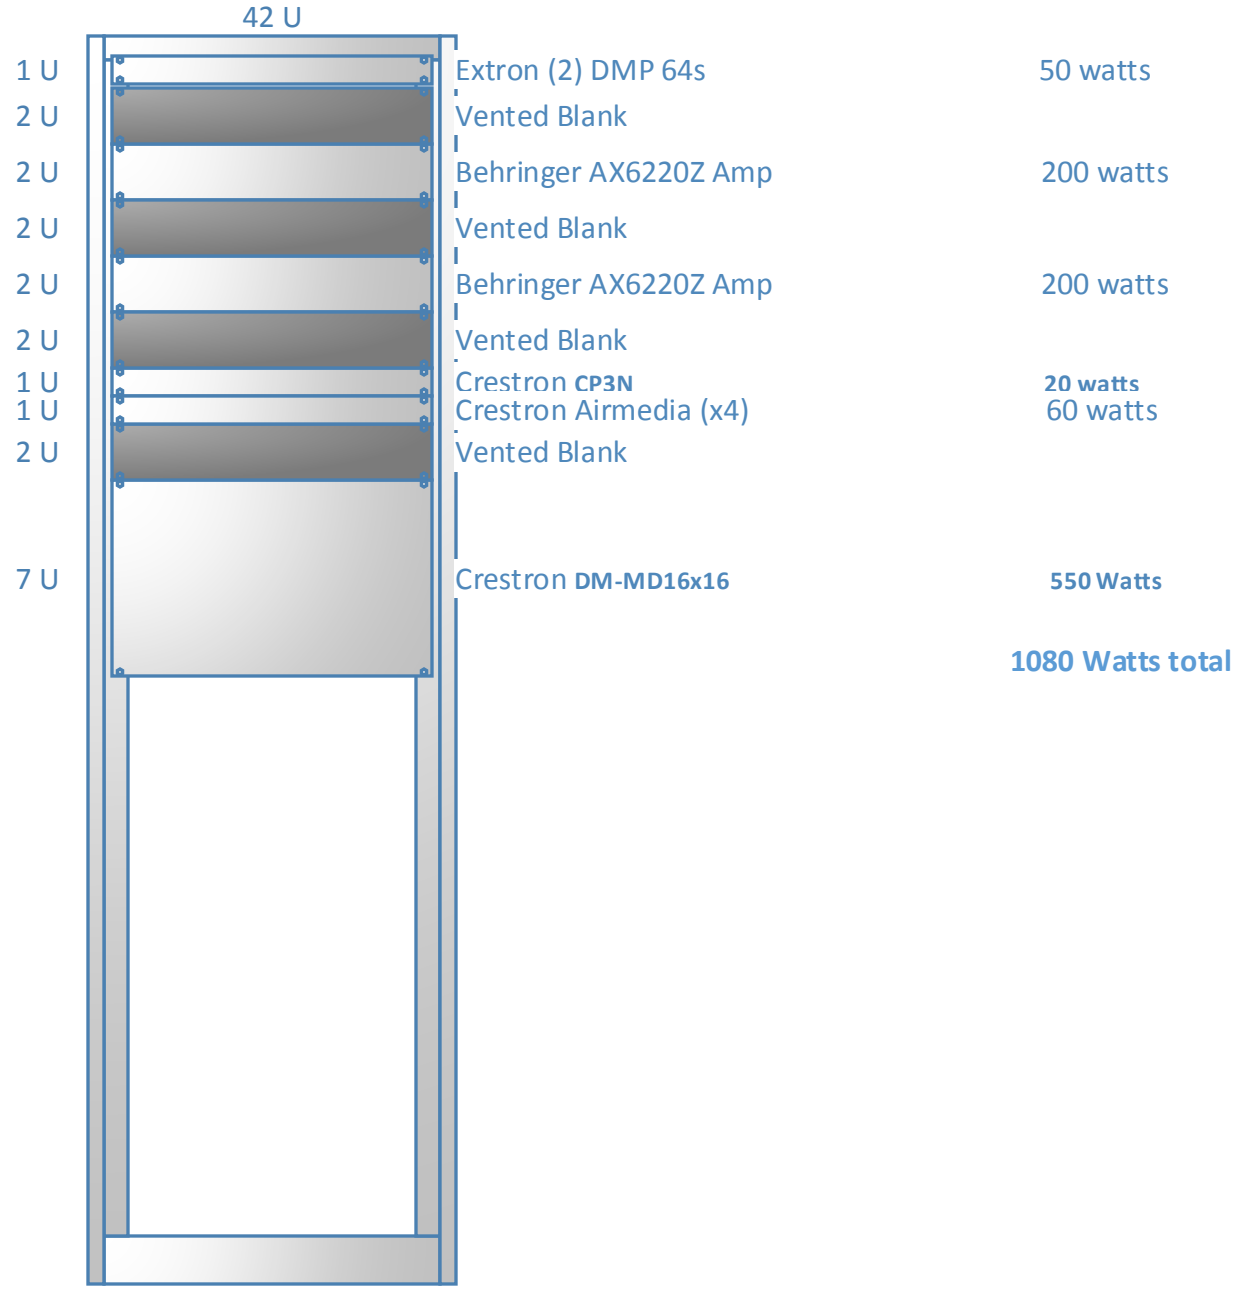 42 U
1 U Extron (2) DMP 64s 50 watts
2 U Vented Blank
2 U Behringer AX6220Z Amp 200 watts
2 U Vented Blank
2 U Behringer AX6220Z Amp 200 watts
2 U Vented Blank
1 U Crestron CP3N 20 watts
1 U Crestron Airmedia (x4) 60 watts
2 U Vented Blank
7 U Crestron DM-MD16x16 550 Watts
1080 Watts total